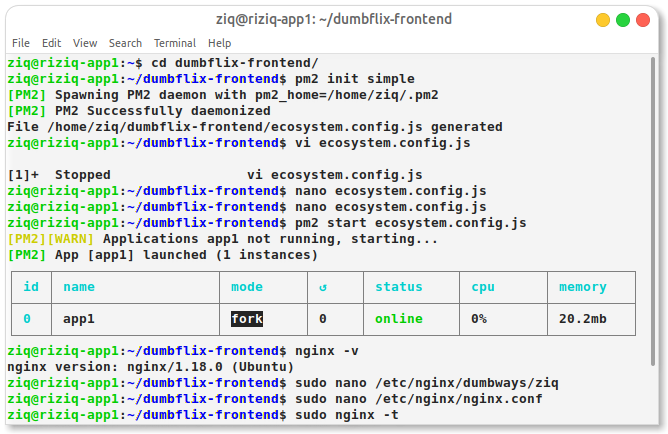 ziq@riziq-app1: ~/dumbflix-frontend
File Edit View Search Terminal Help
ziq@riziq-app1:~$ cd dumbflix-frontend/
ziq@riziq-app1:~/dumbflix-frontend$ pm2 init simple
[PM2] Spawning PM2 daemon with pm2_home=/home/ziq/.pm2
[PM2] PM2 Successfully daemonized
File /home/ziq/dumbflix-frontend/ecosystem.config.js generated
ziq@riziq-app1:~/dumbflix-frontend$ vi ecosystem.config.js
[1]+  Stopped                 vi ecosystem.config.js
ziq@riziq-app1:~/dumbflix-frontend$ nano ecosystem.config.js
ziq@riziq-app1:~/dumbflix-frontend$ nano ecosystem.config.js
ziq@riziq-app1:~/dumbflix-frontend$ pm2 start ecosystem.config.js
[PM2][WARN] Applications app1 not running, starting...
[PM2] App [app1] launched (1 instances)
id name mode ↺ status cpu memory
0 app1 fork 0 online 0% 20.2mb
ziq@riziq-app1:~/dumbflix-frontend$ nginx -v
nginx version: nginx/1.18.0 (Ubuntu)
ziq@riziq-app1:~/dumbflix-frontend$ sudo nano /etc/nginx/dumbways/ziq
ziq@riziq-app1:~/dumbflix-frontend$ sudo nano /etc/nginx/nginx.conf
ziq@riziq-app1:~/dumbflix-frontend$ sudo nginx -t